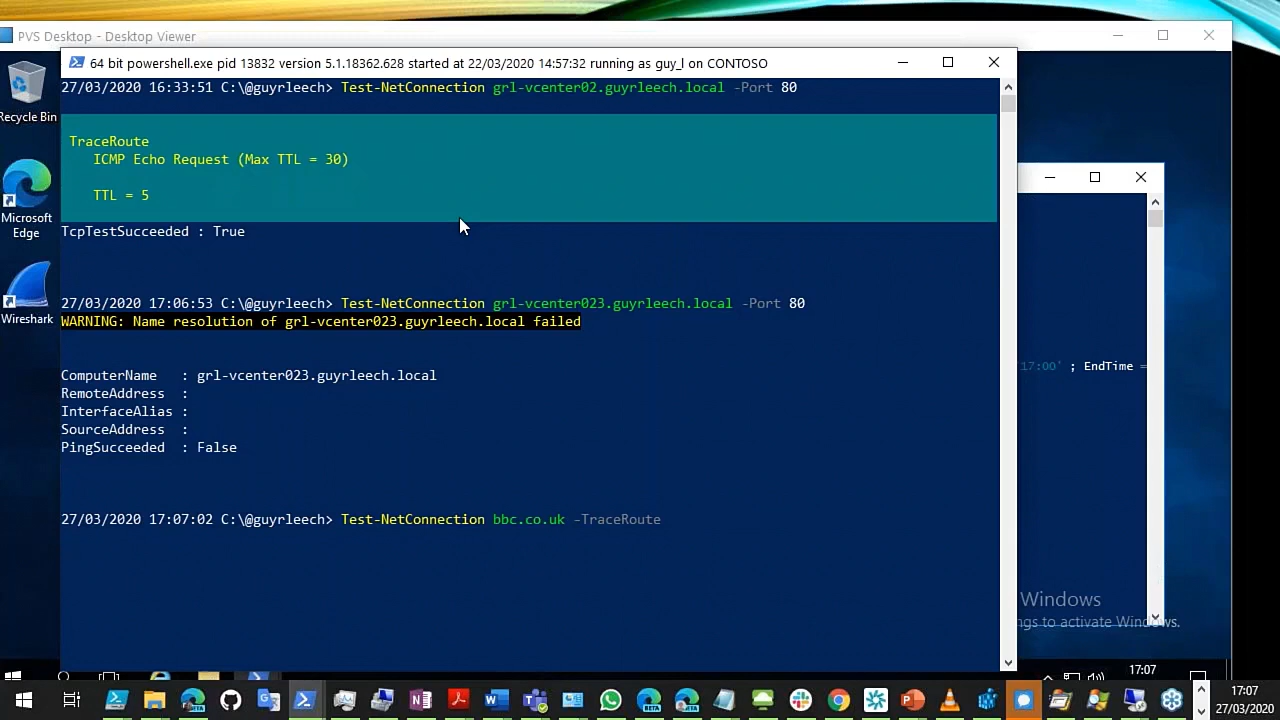 PVS Desktop - Desktop Viewer
64 bit powershell.exe pid 13832 version 5.1.18362.628 started at 22/03/2020 14:57:32 running as guy_l on CONTOSO
27/03/2020 16:33:51 C:\@guyrleech> Test-NetConnection grl-vcenter02.guyrleech.local -Port 80
Recycle Bin
TraceRoute
ICMP Echo Request (Max TTL = 30)
TTL = 5
Microsoft
Edge
TcpTestSucceeded : True
27/03/2020 17:06:53 C:\@guyrleech> Test-NetConnection grl-vcenter023.guyrleech.local -Port 80
Wireshark
WARNING: Name resolution of grl-vcenter023.guyrleech.local failed
'17:00' ; EndTime =
ComputerName : grl-vcenter023.guyrleech.local
RemoteAddress :
InterfaceAlias :
SourceAddress :
PingSucceeded : False
27/03/2020 17:07:02 C:\@guyrleech> Test-NetConnection bbc.co.uk -TraceRoute
Windows
to activate Windows.
17:07
BETA
BETA
BETA
17:07
27/03/2020